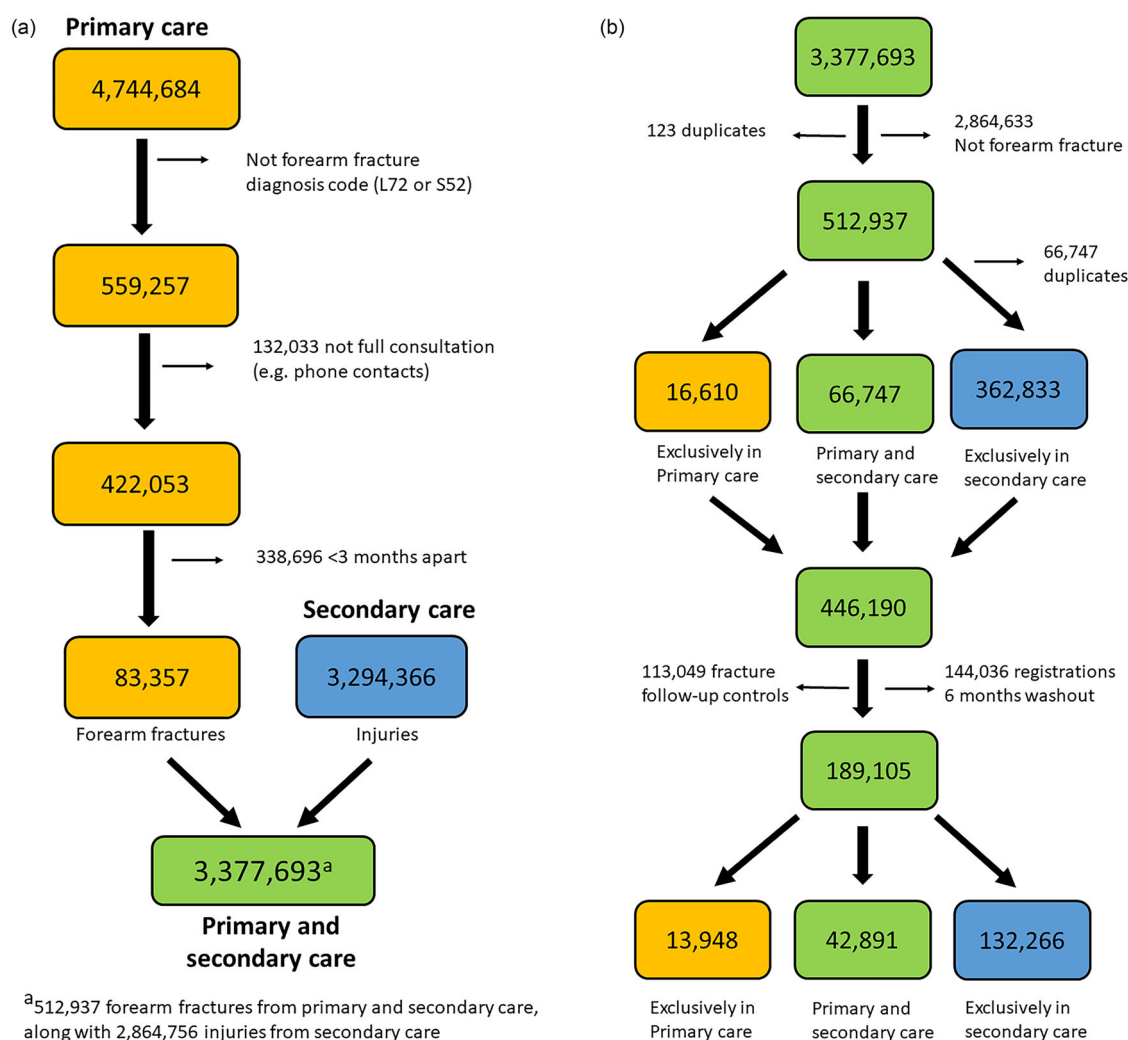 (a)
Primary care
4,744,684
Not forearm fracture
diagnosis code (L72 or S52)
559,257
132,033 not full consultation
(e.g. phone contacts)
422,053
338,696 <3 months apart
Secondary care
83,357
3,294,366
Forearm fractures
Injuries
3,377,693ᵃ
Primary and
secondary care
ᵃ512,937 forearm fractures from primary and secondary care,
along with 2,864,756 injuries from secondary care
(b)
3,377,693
123 duplicates
2,864,633
Not forearm fracture
512,937
66,747
duplicates
16,610
66,747
362,833
Exclusively in
Primary care
Primary and
secondary care
Exclusively in
secondary care
446,190
113,049 fracture
follow-up controls
144,036 registrations
6 months washout
189,105
13,948
42,891
132,266
Exclusively in
Primary care
Primary and
secondary care
Exclusively in
secondary care